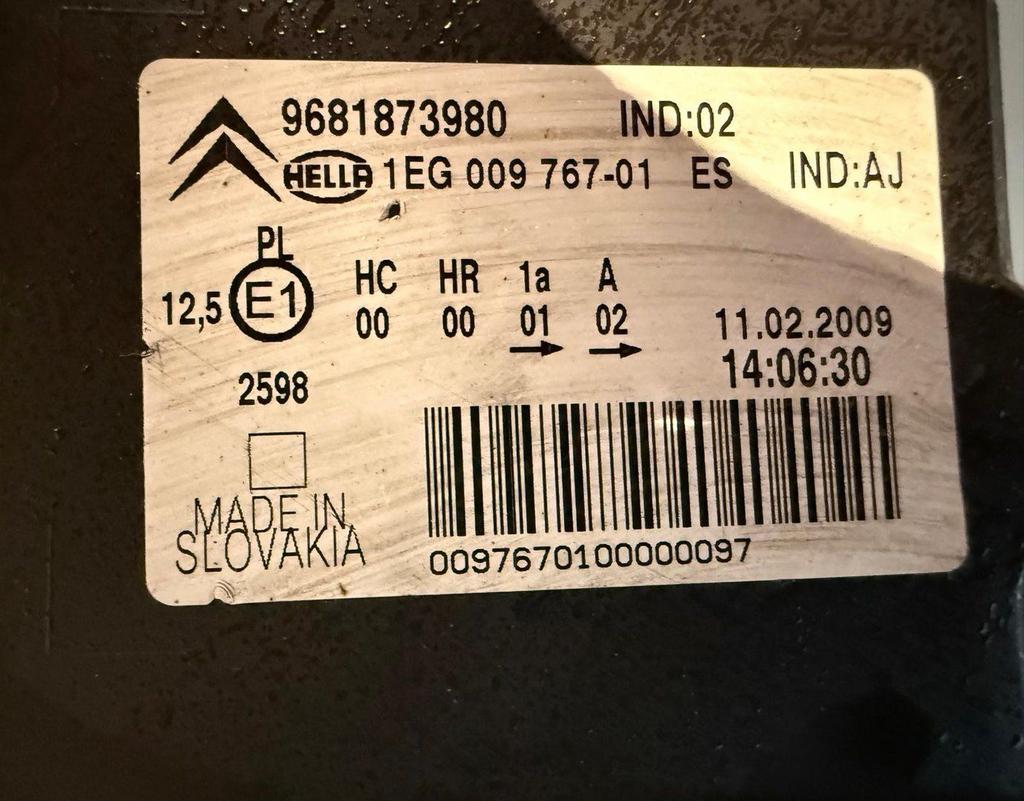 9681873980 IND:02
HELLA 1EG 009 767-01 ES IND:AJ
PL
HC HR 1a A
12,5 E1 00 00 01 02 11.02.2009
→ →
2598 14:06:30
MADE IN
SLOVAKIA
0097670100000097